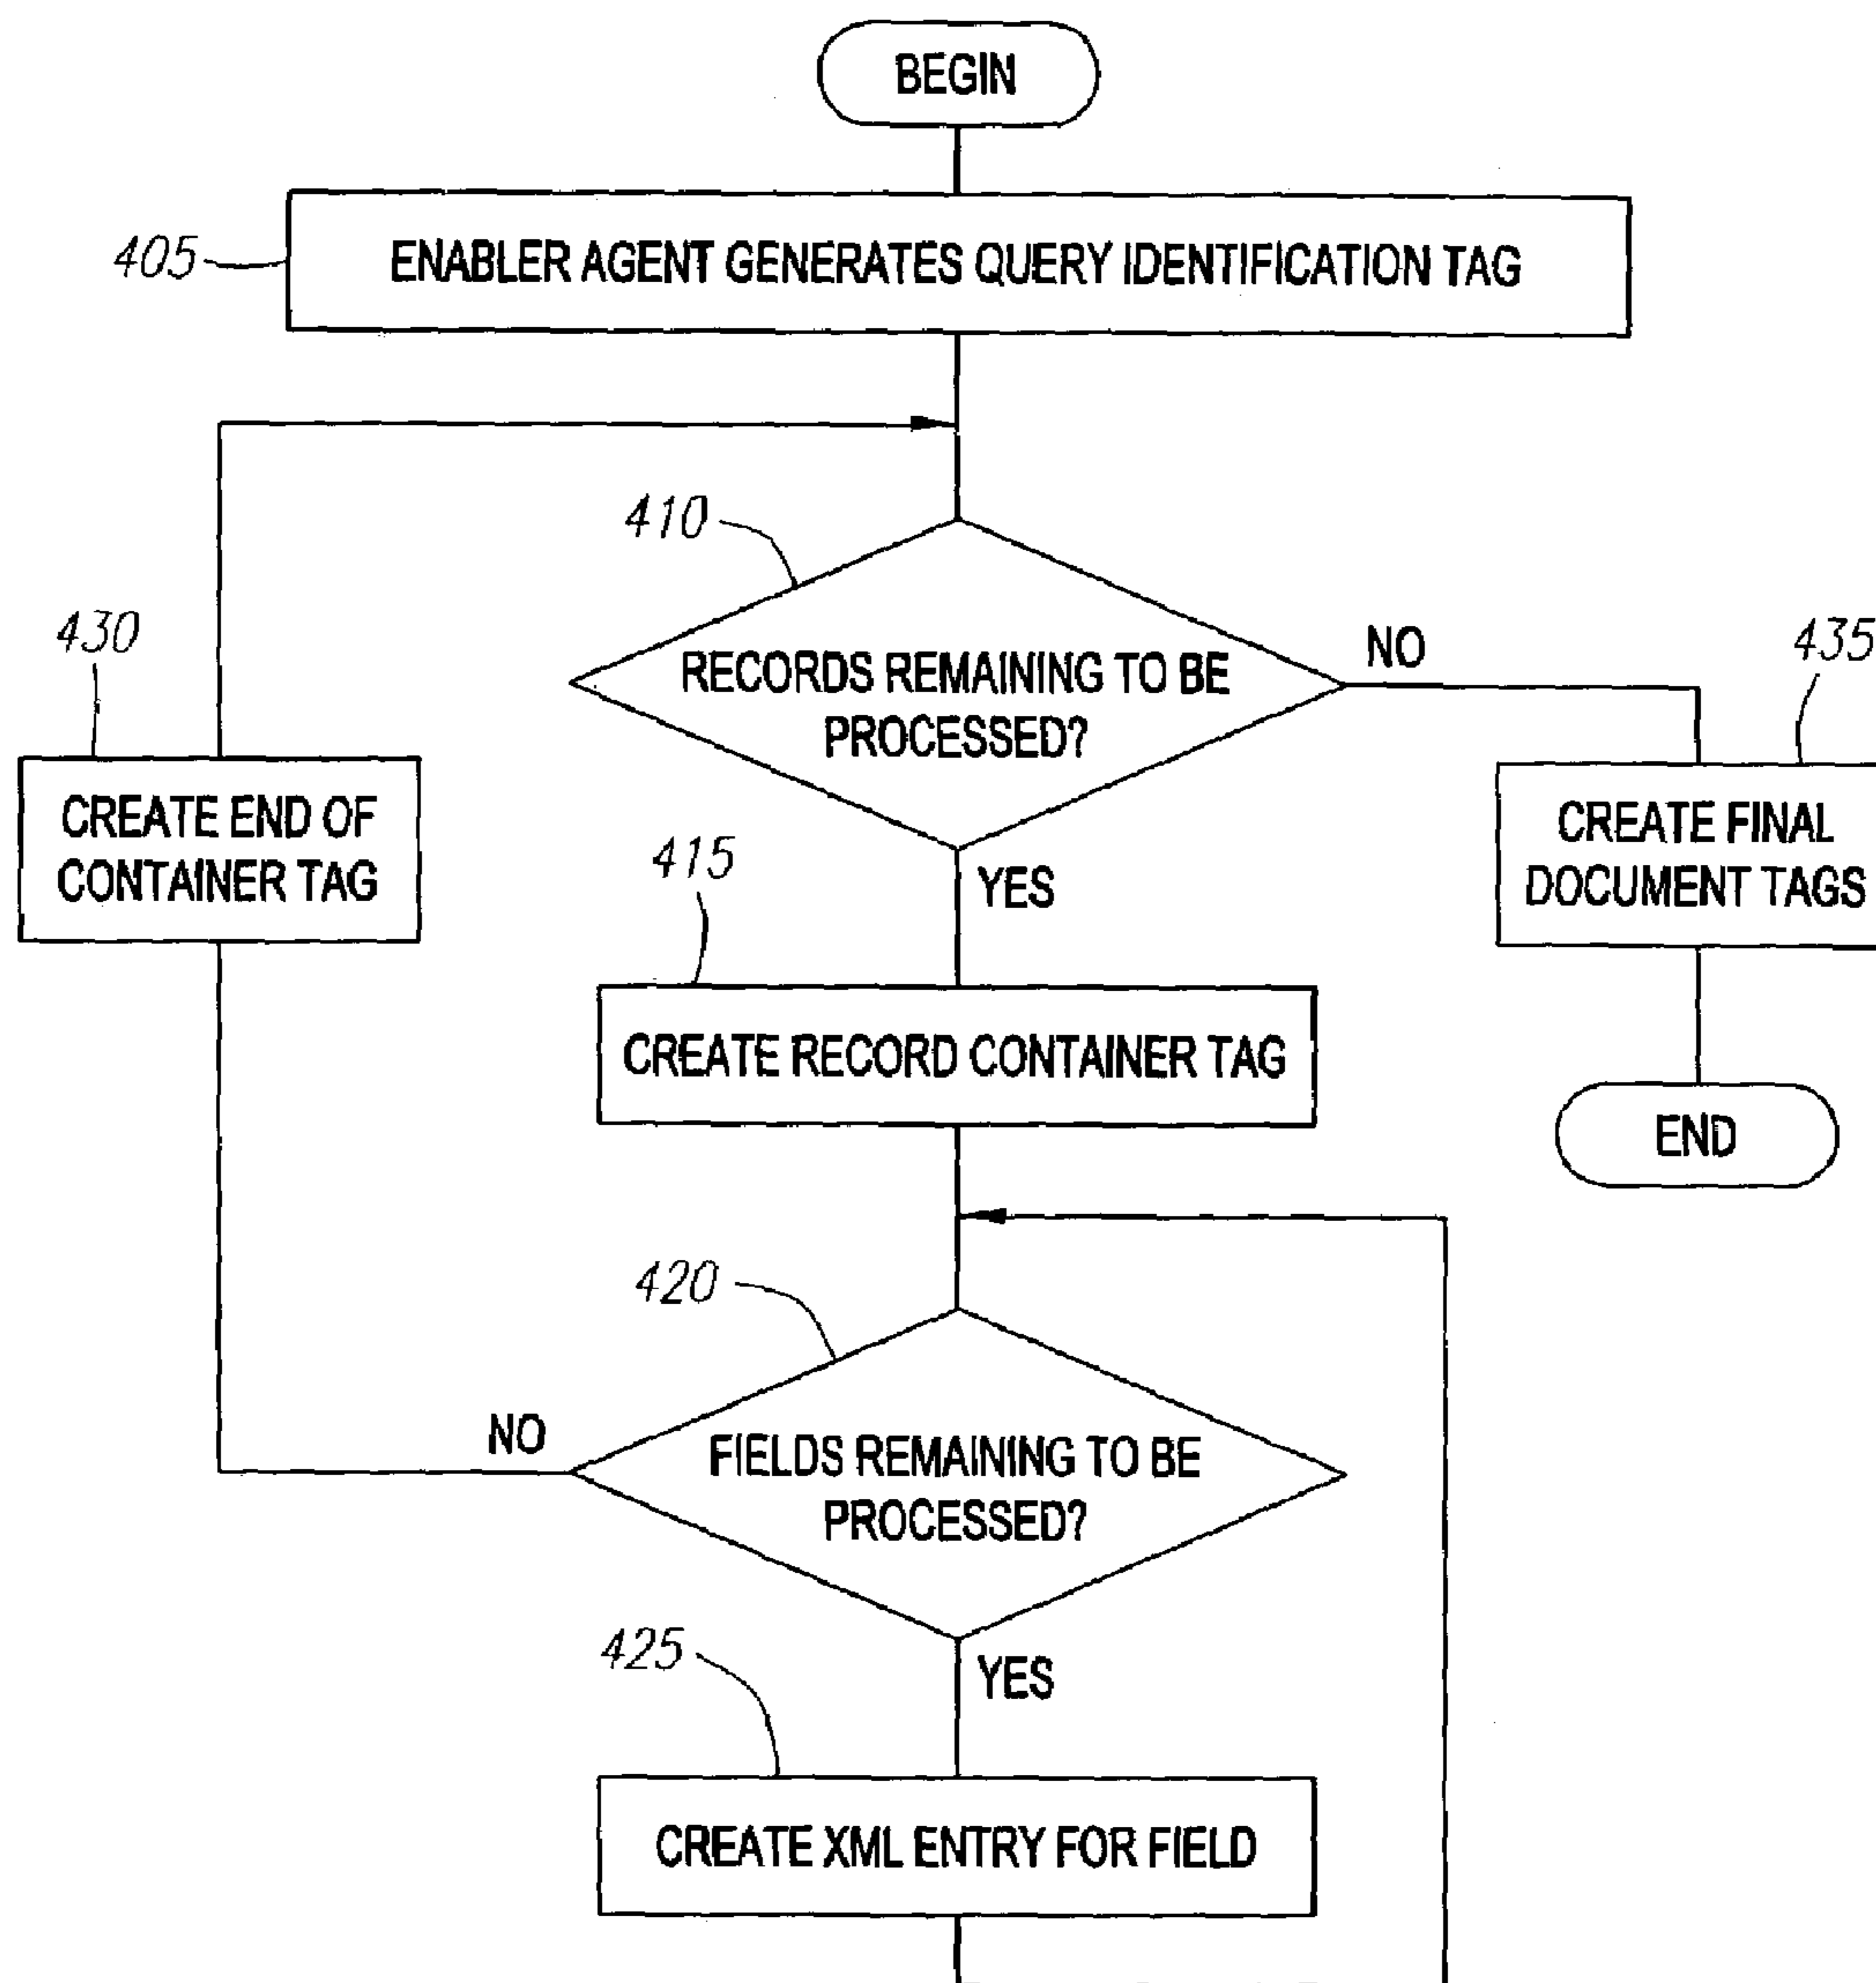 BEGIN
405
ENABLER AGENT GENERATES QUERY IDENTIFICATION TAG
410
RECORDS REMAINING TO BE
PROCESSED?
NO
435
430
CREATE END OF
CONTAINER TAG
CREATE FINAL
DOCUMENT TAGS
YES
415
CREATE RECORD CONTAINER TAG
END
420
NO
FIELDS REMAINING TO BE
PROCESSED?
YES
425
CREATE XML ENTRY FOR FIELD